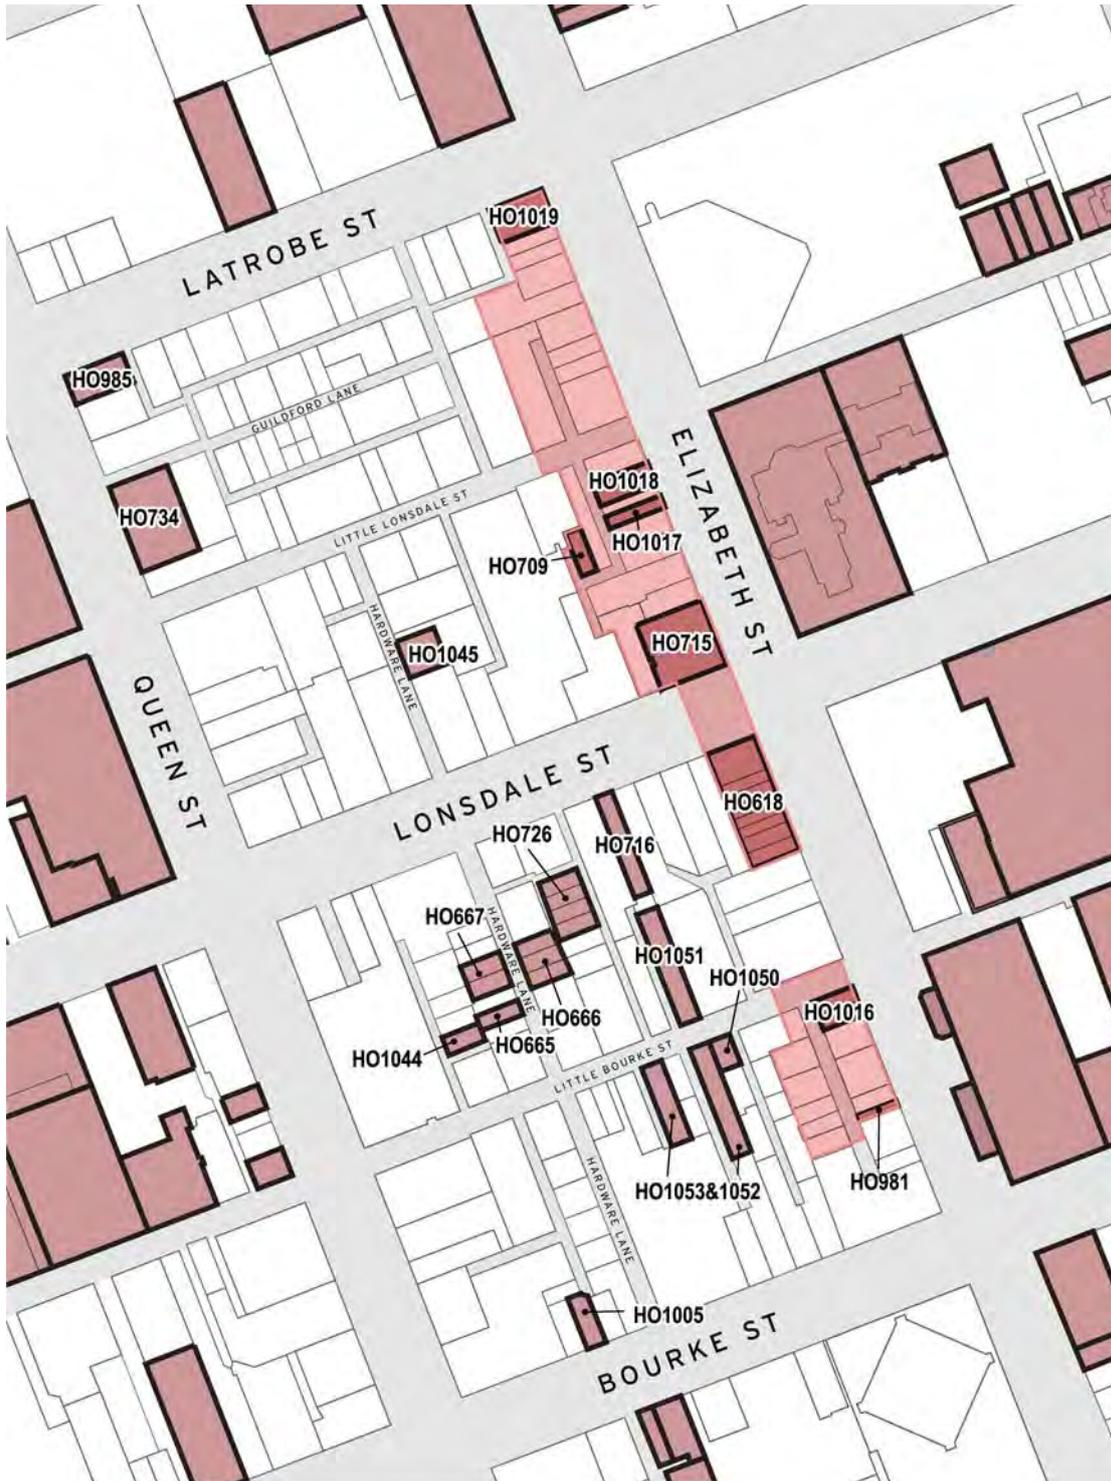 HO1019
LATROBE ST
HO985
GUILDFORD LANE
ELIZABETH ST
HO1018
HO734
LITTLE LONSDALE ST
HO1017
HO709
HARDWARE LANE
HO715
HO1045
QUEEN ST
LONSDALE ST
HO618
HO726
HO716
HO667
HARDWARE LANE
HO1051
HO1050
HO1016
HO666
HO665
HO1044
LITTLE BOURKE ST
HO1053&1052
HO981
HARDWARE LANE
HO1005
BOURKE ST